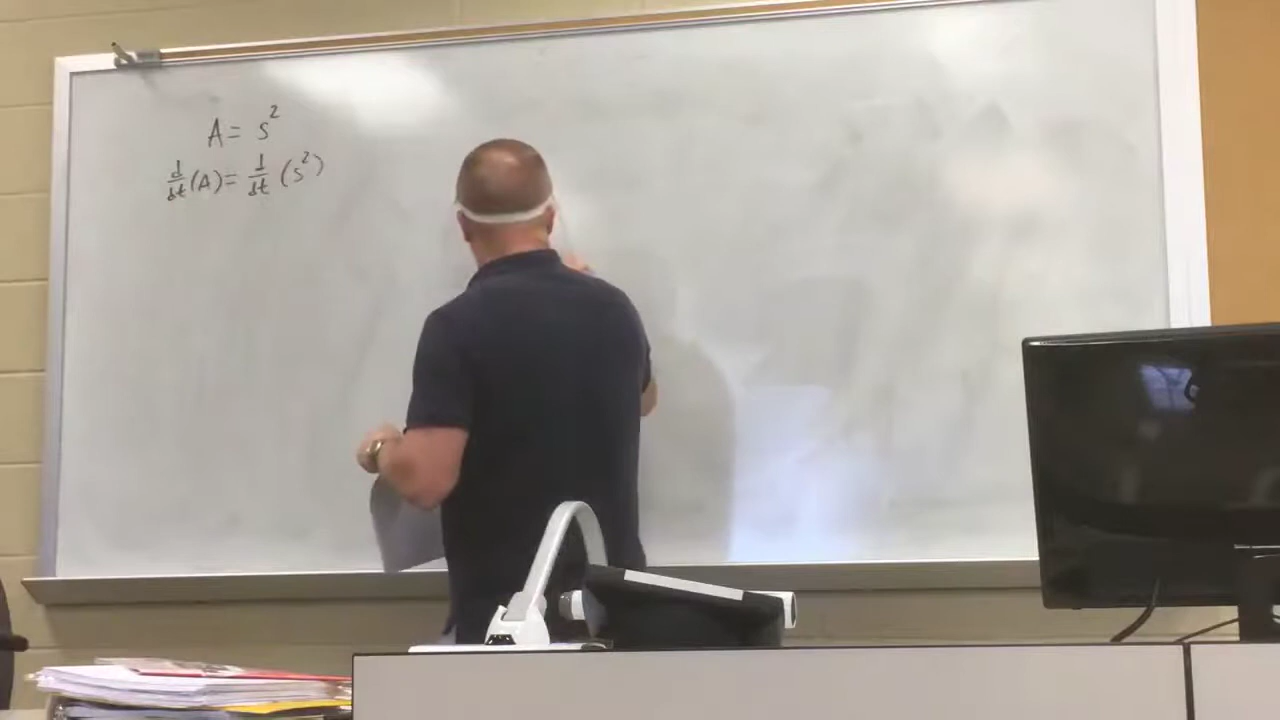 A = s²
d/dt (A) = d/dt (s²)